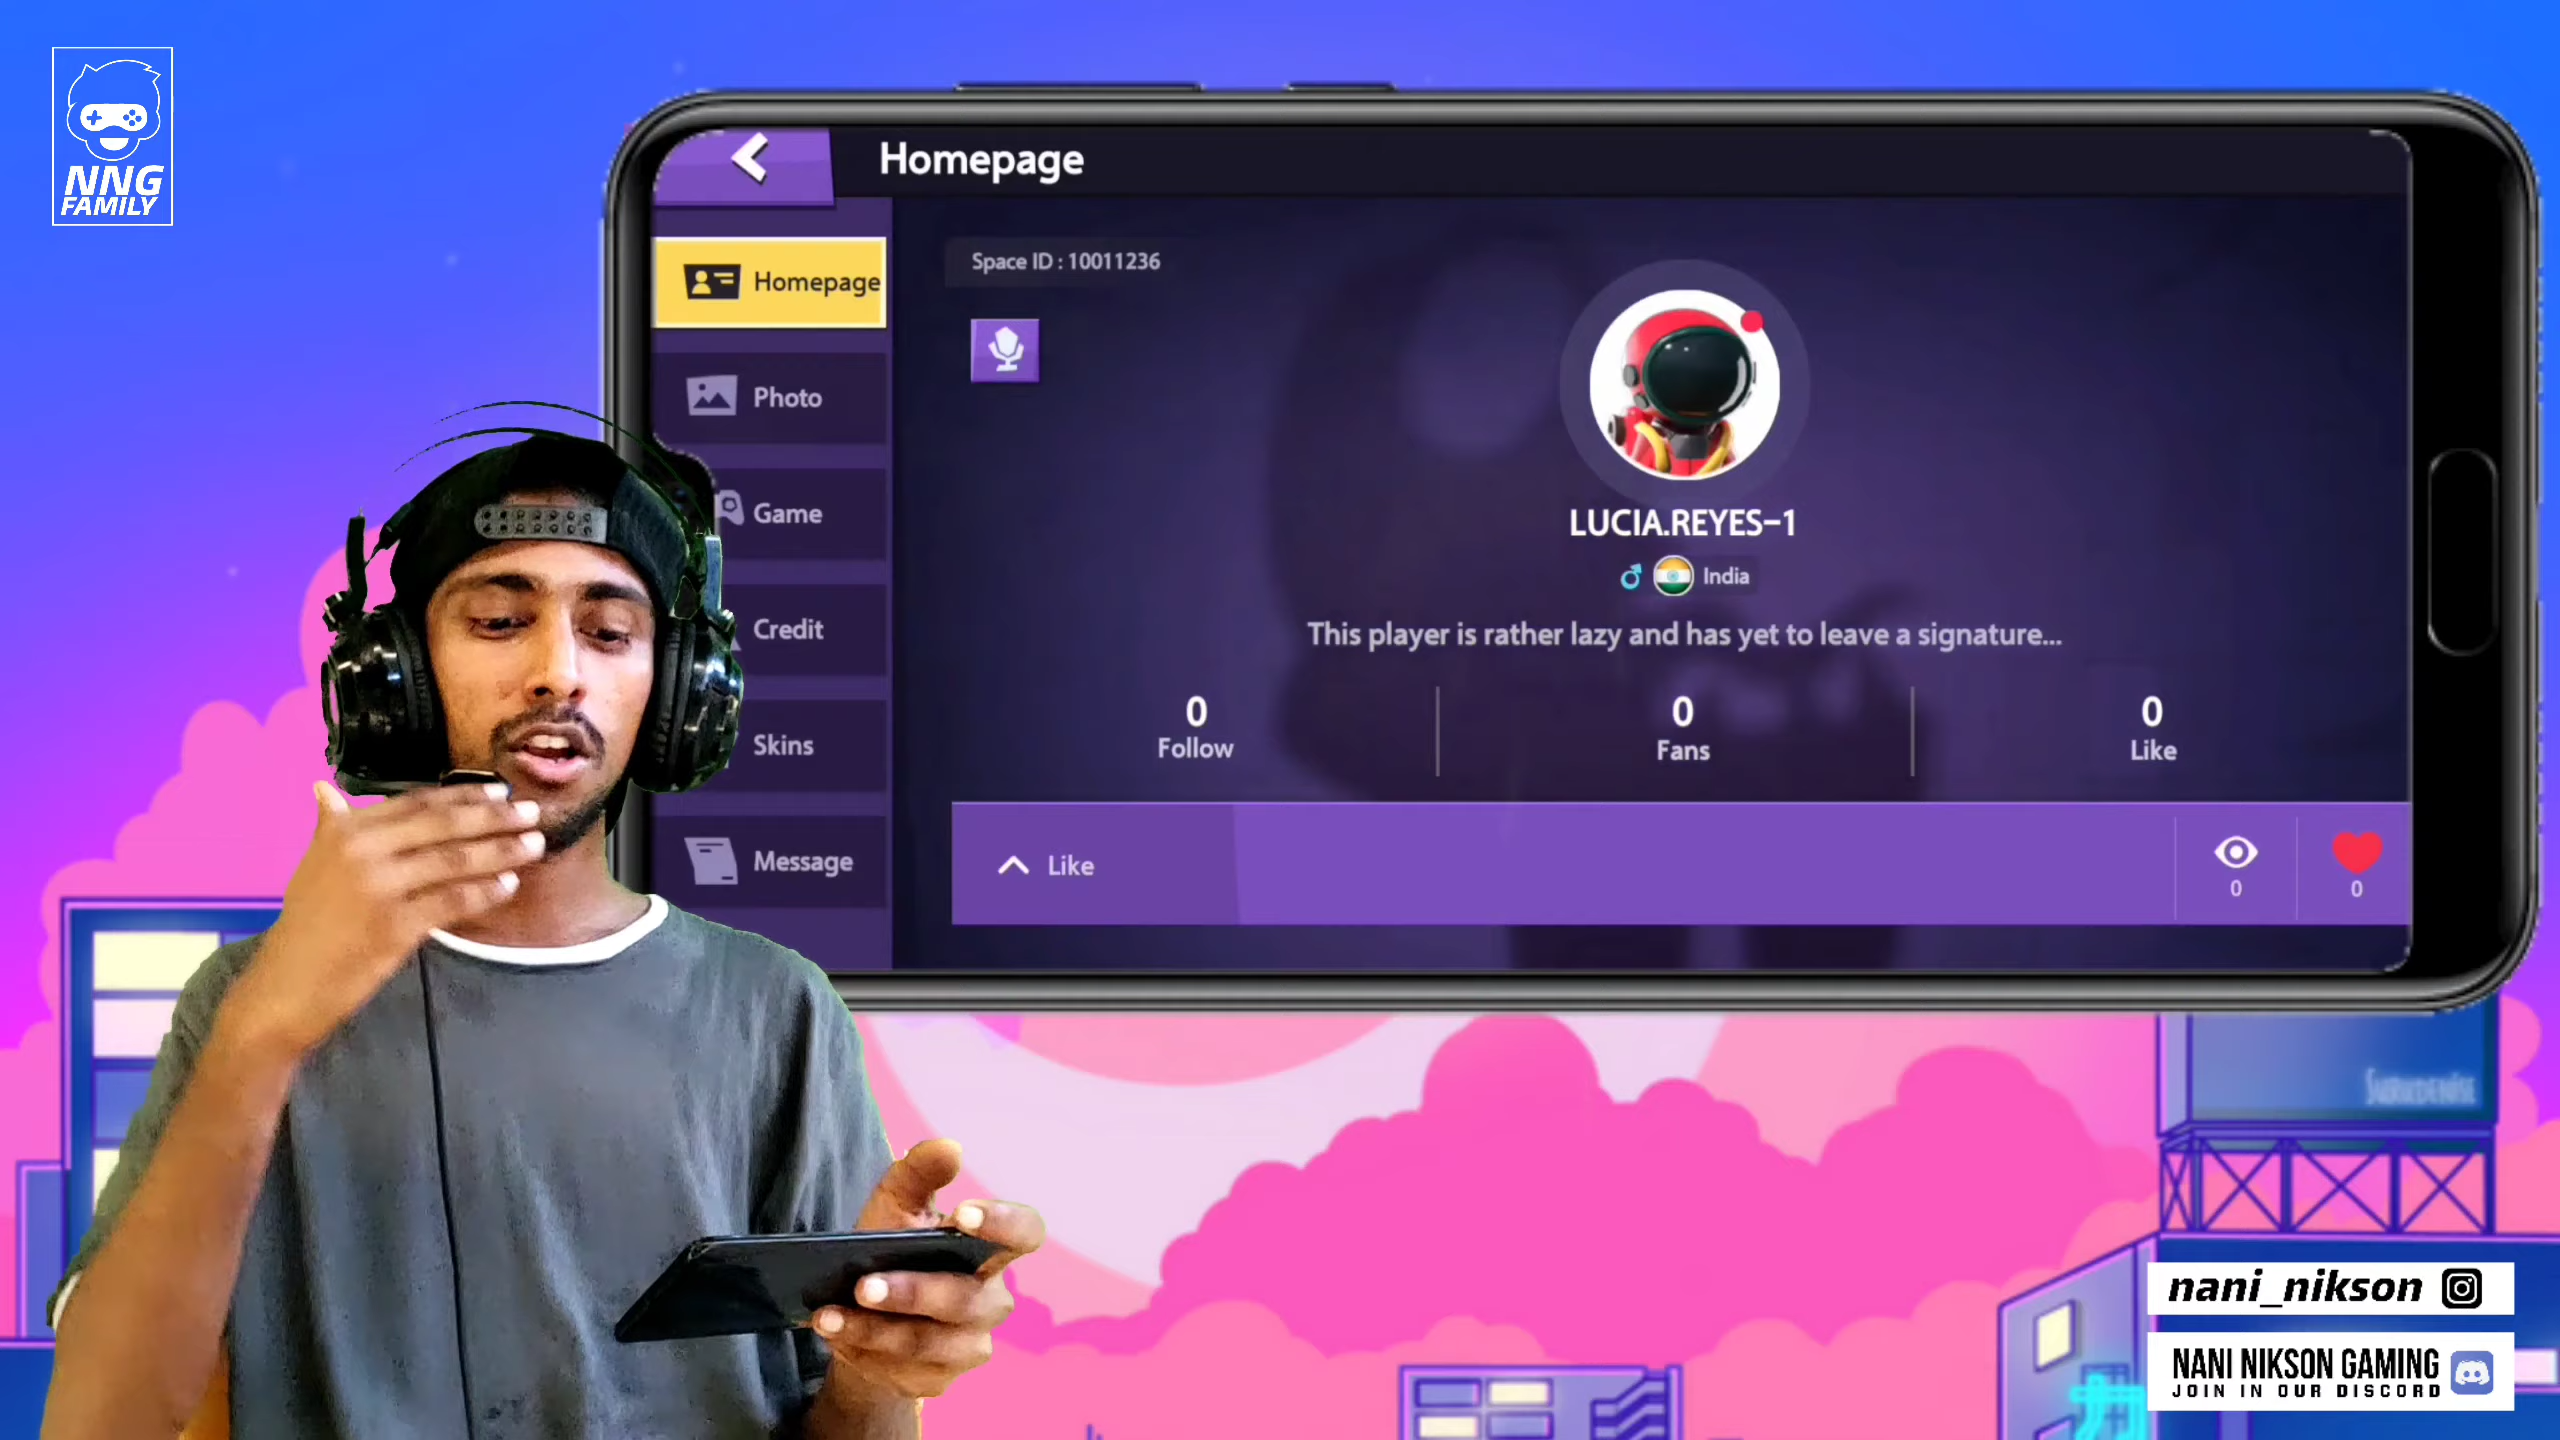 NNG
FAMILY
Homepage
Homepage
Photo
Game
Credit
Skins
Message
Space ID : 10011236
LUCIA.REYES-1
India
This player is rather lazy and has yet to leave a signature...
0
Follow
0
Fans
0
Like
Like
0
0
nani_nikson
NANI NIKSON GAMING
JOIN IN OUR DISCORD